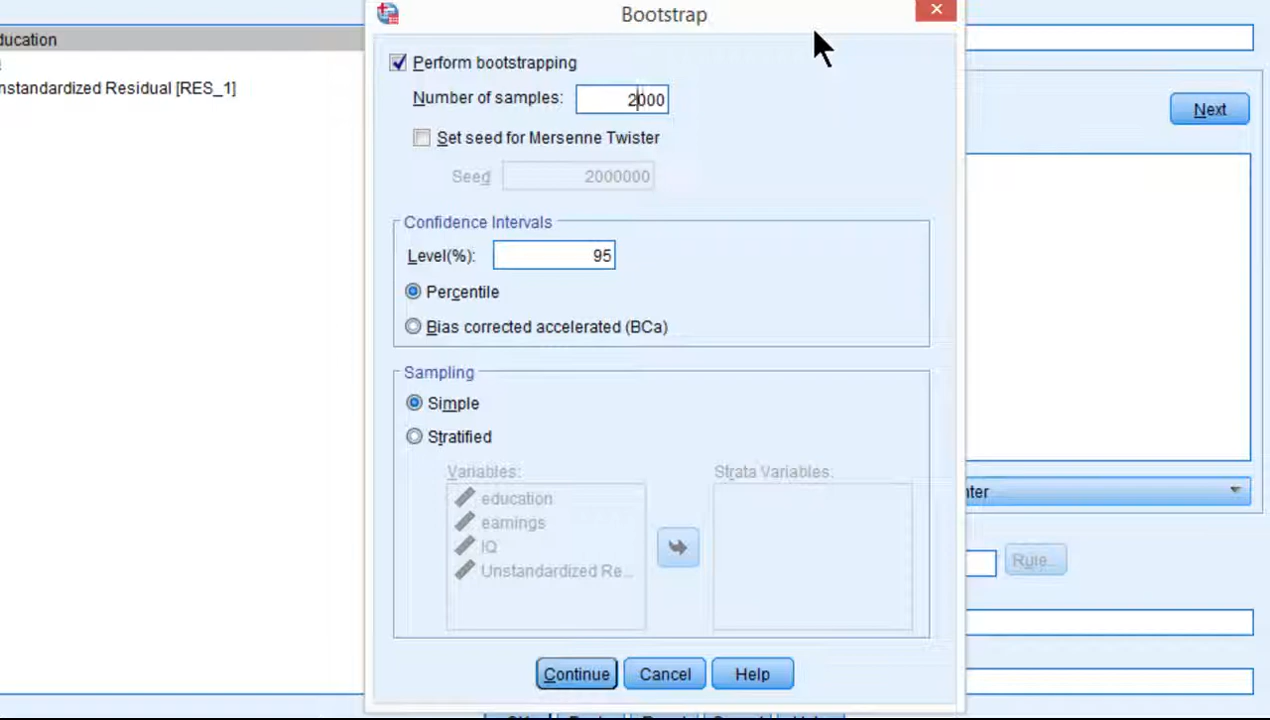 Bootstrap
ducation
nstandardized Residual [RES_1]
Perform bootstrapping
Number of samples: 2000
Set seed for Mersenne Twister
Seed 2000000
Next
Confidence Intervals
Level(%): 95
Percentile
Bias corrected accelerated (BCa)
Sampling
Simple
Stratified
Variables:
Strata Variables:
education
earnings
IQ
Unstandardized Re...
nter
Rule...
Continue
Cancel
Help